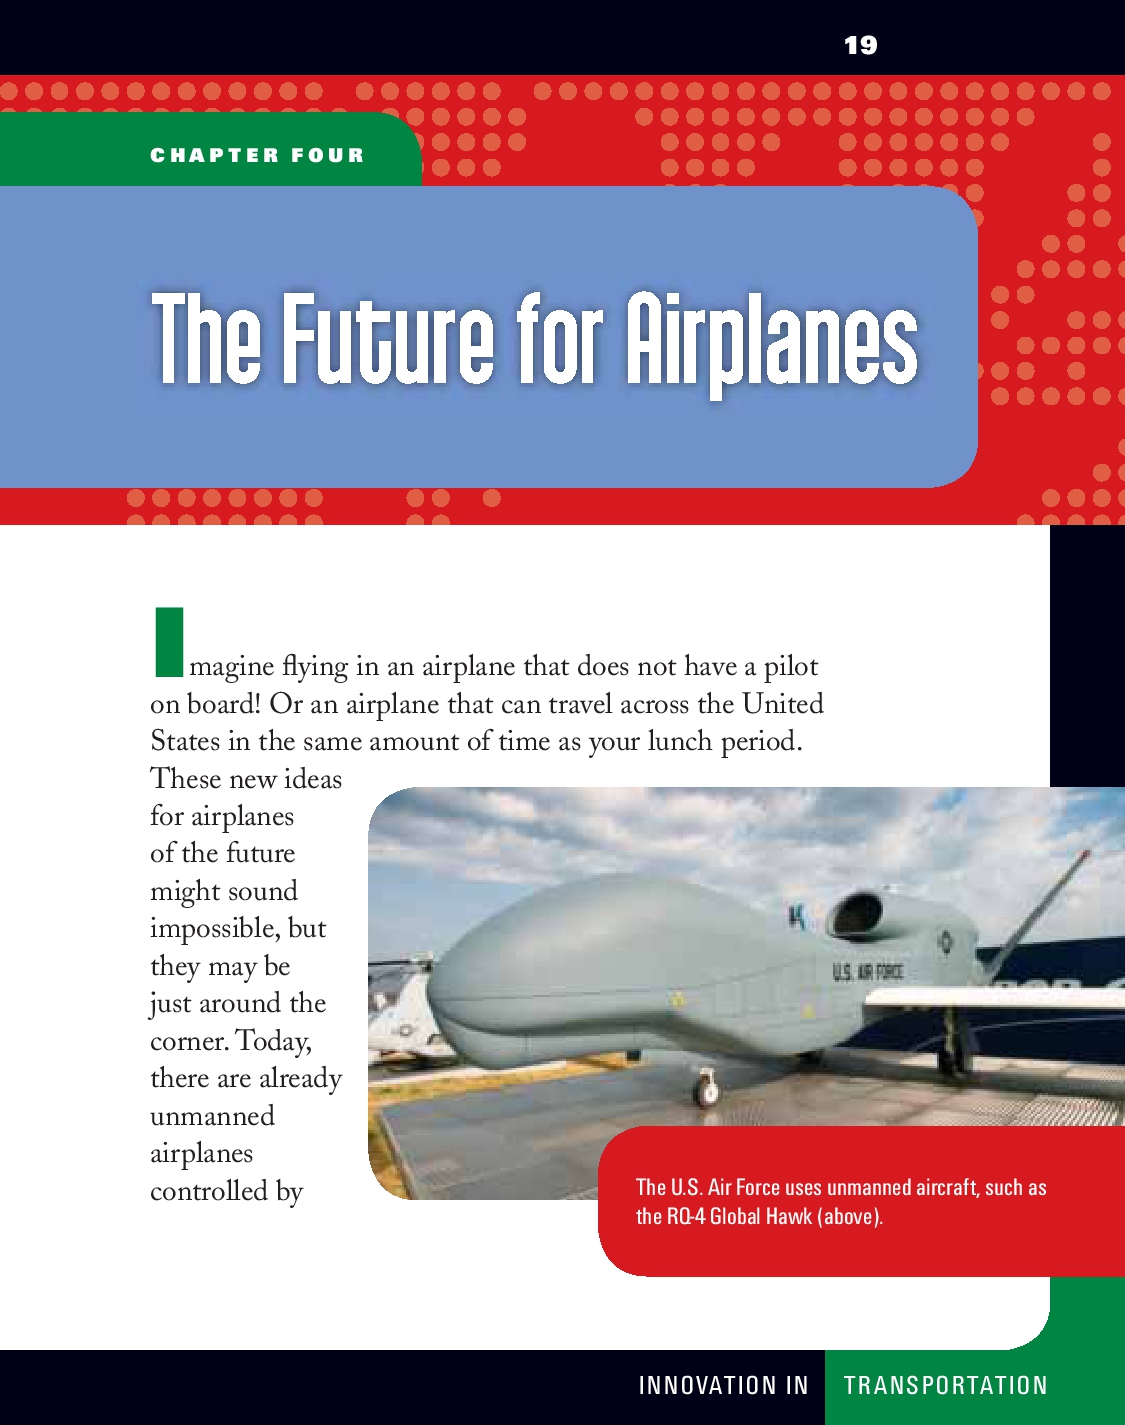 19
CHAPTER FOUR
The Future for Airplanes
Imagine flying in an airplane that does not have a pilot
on board! Or an airplane that can travel across the United
States in the same amount of time as your lunch period.
These new ideas
for airplanes
of the future
might sound
impossible, but
they may be
just around the
corner. Today,
there are already
unmanned
airplanes
controlled by
U.S. AIR FORCE
The U.S. Air Force uses unmanned aircraft, such as
the RQ-4 Global Hawk (above).
INNOVATION IN TRANSPORTATION